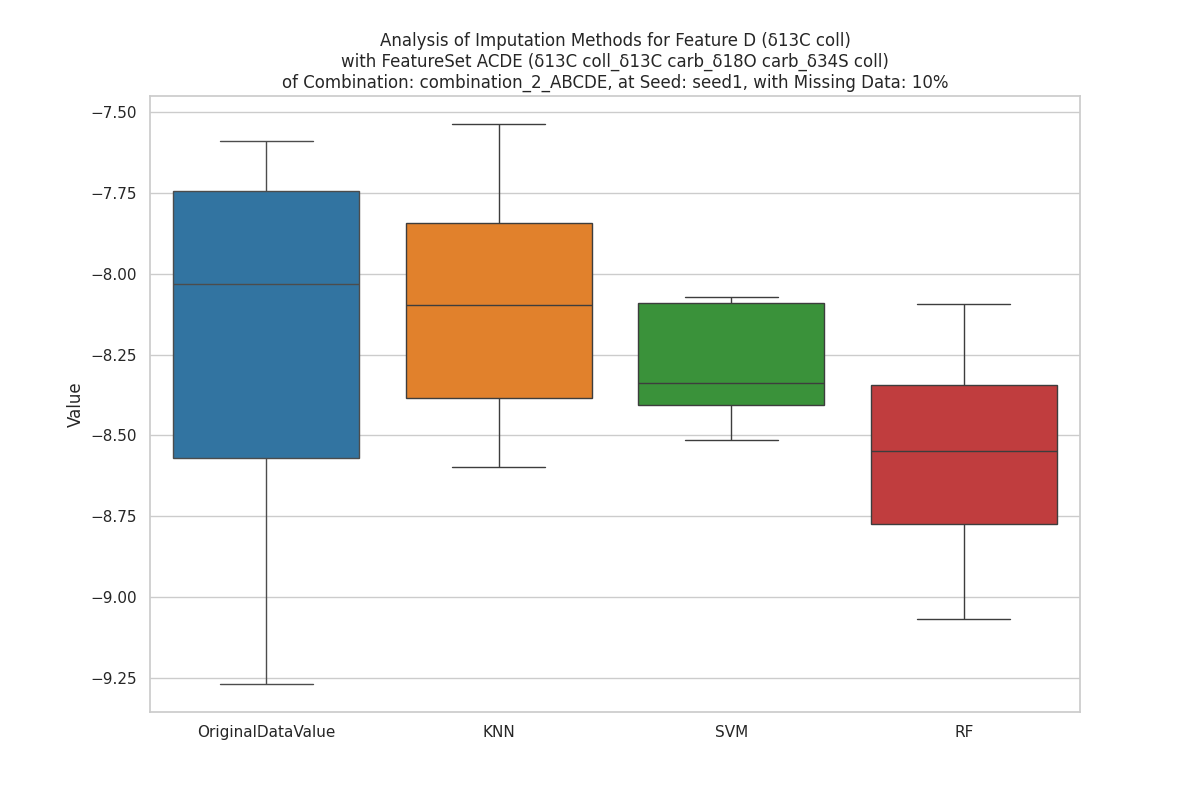 Analysis of Imputation Methods for Feature D (δ13C coll)
with FeatureSet ACDE (δ13C coll_δ13C carb_δ18O carb_δ34S coll)
of Combination: combination_2_ABCDE, at Seed: seed1, with Missing Data: 10%
−7.50
−7.75
−8.00
−8.25
−8.50
−8.75
−9.00
−9.25
Value
OriginalDataValue
KNN
SVM
RF